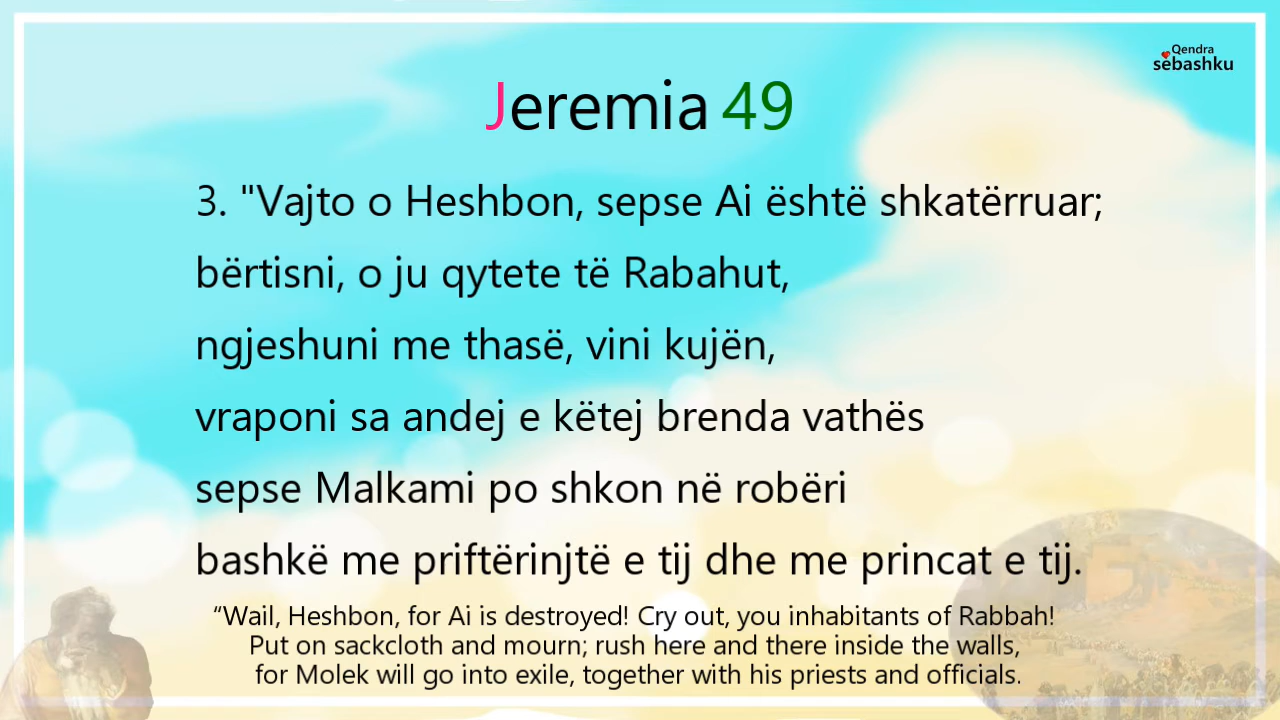 Qendra
sëbashku
Jeremia 49
3. "Vajto o Heshbon, sepse Ai është shkatërruar;
bërtisni, o ju qytete të Rabahut,
ngjeshuni me thasë, vini kujën,
vraponi sa andej e këtej brenda vathës
sepse Malkami po shkon në robëri
bashkë me priftërinjtë e tij dhe me princat e tij.
“Wail, Heshbon, for Ai is destroyed! Cry out, you inhabitants of Rabbah!
Put on sackcloth and mourn; rush here and there inside the walls,
for Molek will go into exile, together with his priests and officials.